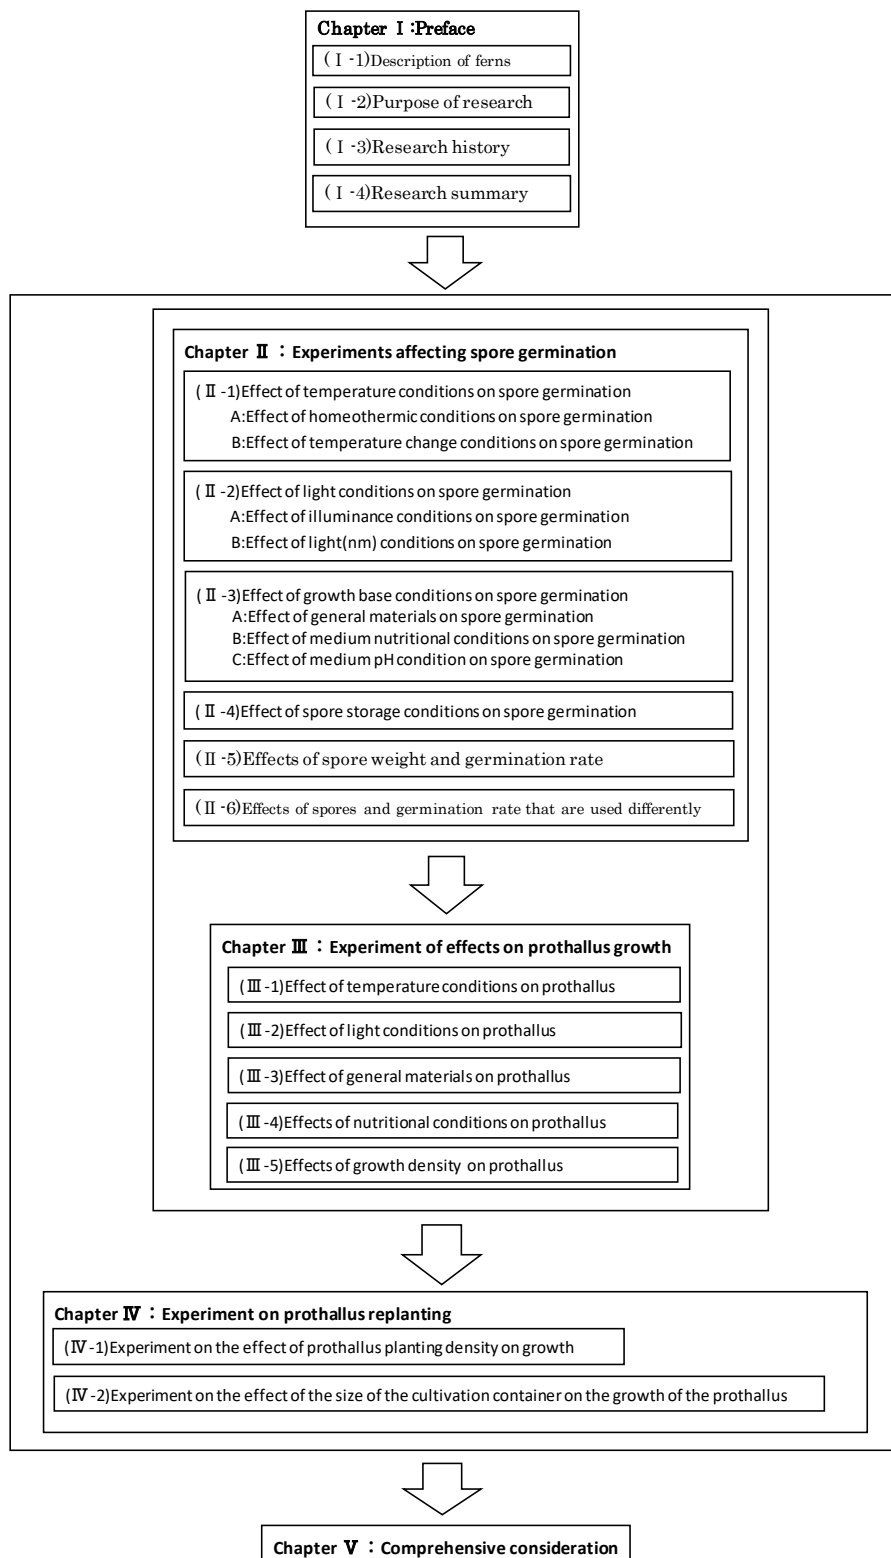 Chapter Ⅰ:Preface
(Ⅰ-1)Description of ferns
(Ⅰ-2)Purpose of research
(Ⅰ-3)Research history
(Ⅰ-4)Research summary
Chapter Ⅱ：Experiments affecting spore germination
(Ⅱ-1)Effect of temperature conditions on spore germination
A:Effect of homeothermic conditions on spore germination
B:Effect of temperature change conditions on spore germination
(Ⅱ-2)Effect of light conditions on spore germination
A:Effect of illuminance conditions on spore germination
B:Effect of light(nm) conditions on spore germination
(Ⅱ-3)Effect of growth base conditions on spore germination
A:Effect of general materials on spore germination
B:Effect of medium nutritional conditions on spore germination
C:Effect of medium pH condition on spore germination
(Ⅱ-4)Effect of spore storage conditions on spore germination
(Ⅱ-5)Effects of spore weight and germination rate
(Ⅱ-6)Effects of spores and germination rate that are used differently
Chapter Ⅲ：Experiment of effects on prothallus growth
(Ⅲ-1)Effect of temperature conditions on prothallus
(Ⅲ-2)Effect of light conditions on prothallus
(Ⅲ-3)Effect of general materials on prothallus
(Ⅲ-4)Effects of nutritional conditions on prothallus
(Ⅲ-5)Effects of growth density on prothallus
Chapter Ⅳ：Experiment on prothallus replanting
(Ⅳ-1)Experiment on the effect of prothallus planting density on growth
(Ⅳ-2)Experiment on the effect of the size of the cultivation container on the growth of the prothallus
Chapter Ⅴ：Comprehensive consideration